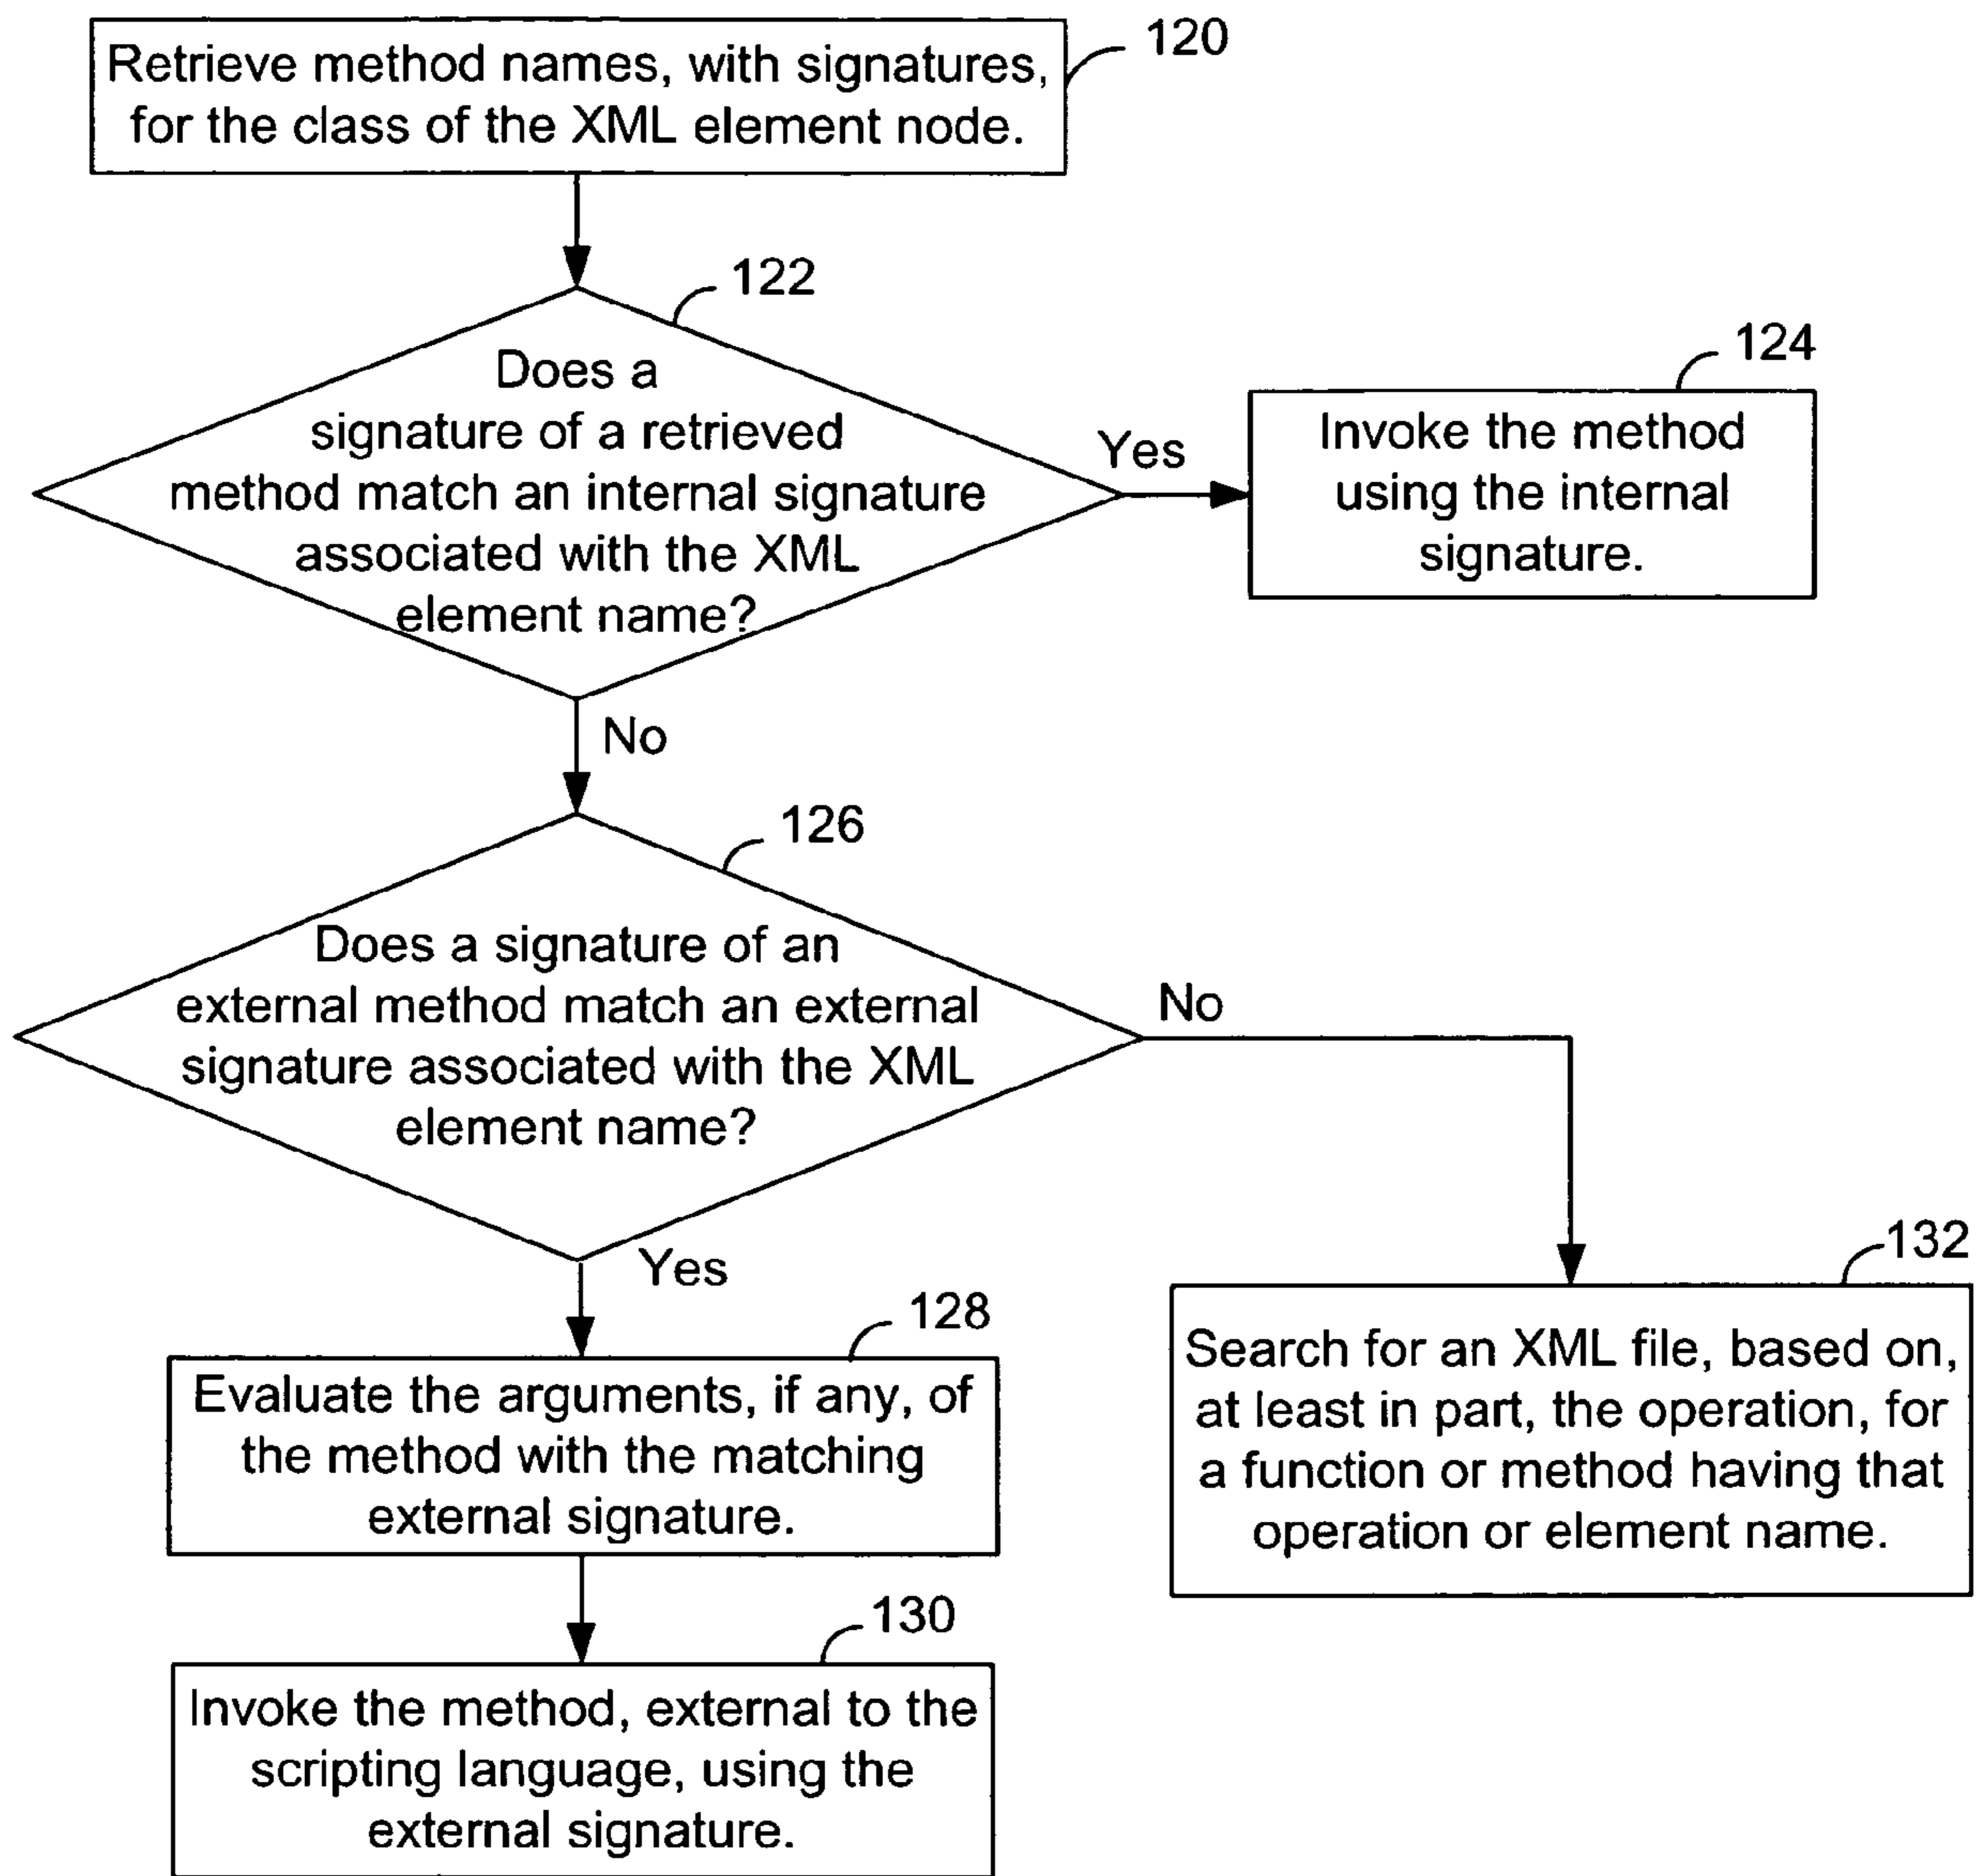 120
Retrieve method names, with signatures,
for the class of the XML element node.
122
Does a
signature of a retrieved
method match an internal signature
associated with the XML
element name?
Yes
124
Invoke the method
using the internal
signature.
No
126
Does a signature of an
external method match an external
signature associated with the XML
element name?
No
Yes
128
Evaluate the arguments, if any, of
the method with the matching
external signature.
132
Search for an XML file, based on,
at least in part, the operation, for
a function or method having that
operation or element name.
130
Invoke the method, external to the
scripting language, using the
external signature.